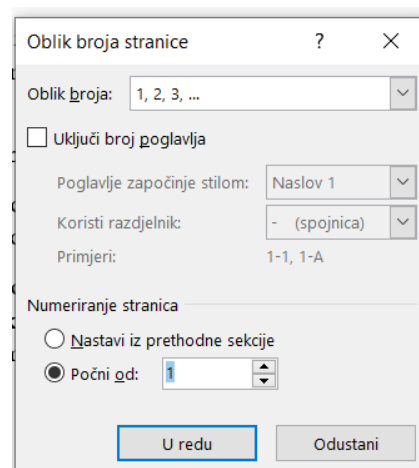 Oblik broja stranice ? ×
Oblik broja: 1, 2, 3, ...
Uključi broj poglavlja
Poglavlje započinje stilom: Naslov 1
Koristi razdjelnik: - (spojnica)
Primjeri: 1-1, 1-A
Numeriranje stranica
Nastavi iz prethodne sekcije
Počni od: 1
U redu Odustani